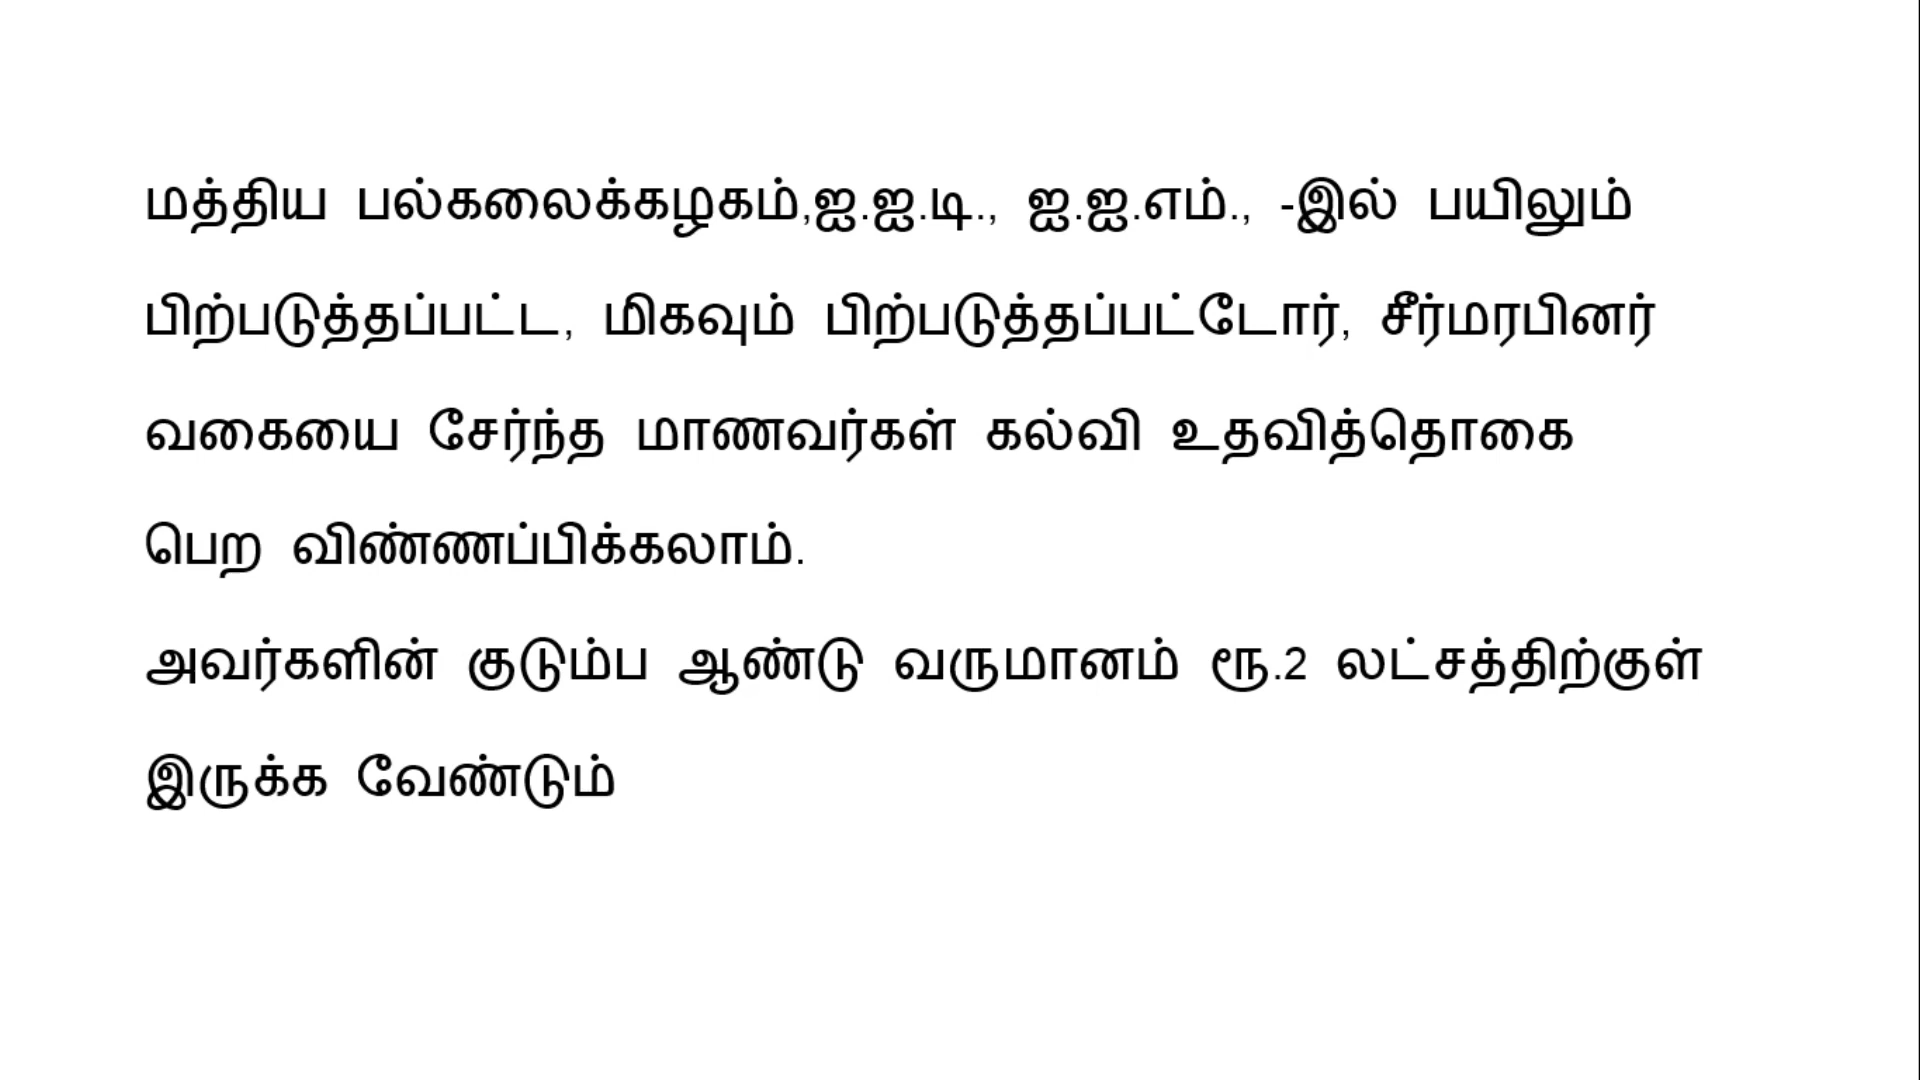 மத்திய பல்கலைக்கழகம்,ஐ.ஐ.டி., ஐ.ஐ.எம்., -இல் பயிலும்
பிற்படுத்தப்பட்ட, மிகவும் பிற்படுத்தப்பட்டோர், சீர்மரபினர்
வகையை சேர்ந்த மாணவர்கள் கல்வி உதவித்தொகை
பெற விண்ணப்பிக்கலாம்.
அவர்களின் குடும்ப ஆண்டு வருமானம் ரூ.2 லட்சத்திற்குள்
இருக்க வேண்டும்